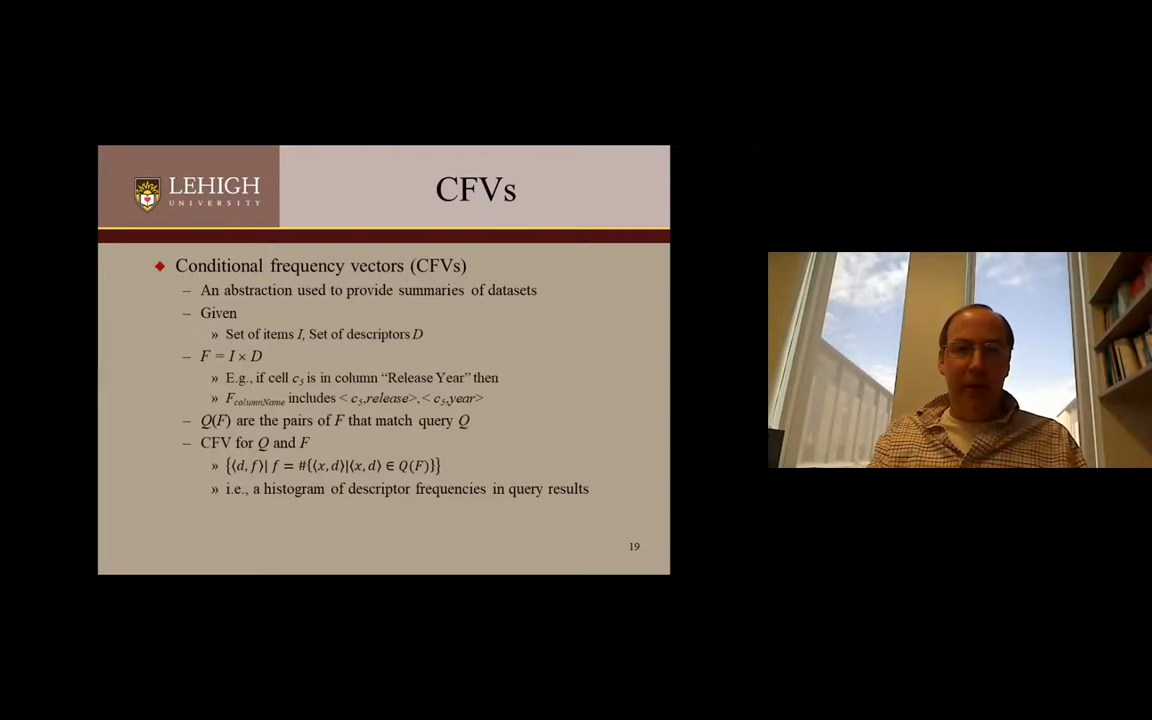 LEHIGH
UNIVERSITY
CFVs
Conditional frequency vectors (CFVs)
– An abstraction used to provide summaries of datasets
– Given
» Set of items I, Set of descriptors D
– F = I × D
» E.g., if cell c₅ is in column “Release Year” then
» F_columnName includes < c₅,release>,< c₅,year>
– Q(F) are the pairs of F that match query Q
– CFV for Q and F
» {⟨d, f⟩| f = #{⟨x, d⟩|⟨x, d⟩ ∈ Q(F)}}
» i.e., a histogram of descriptor frequencies in query results
19